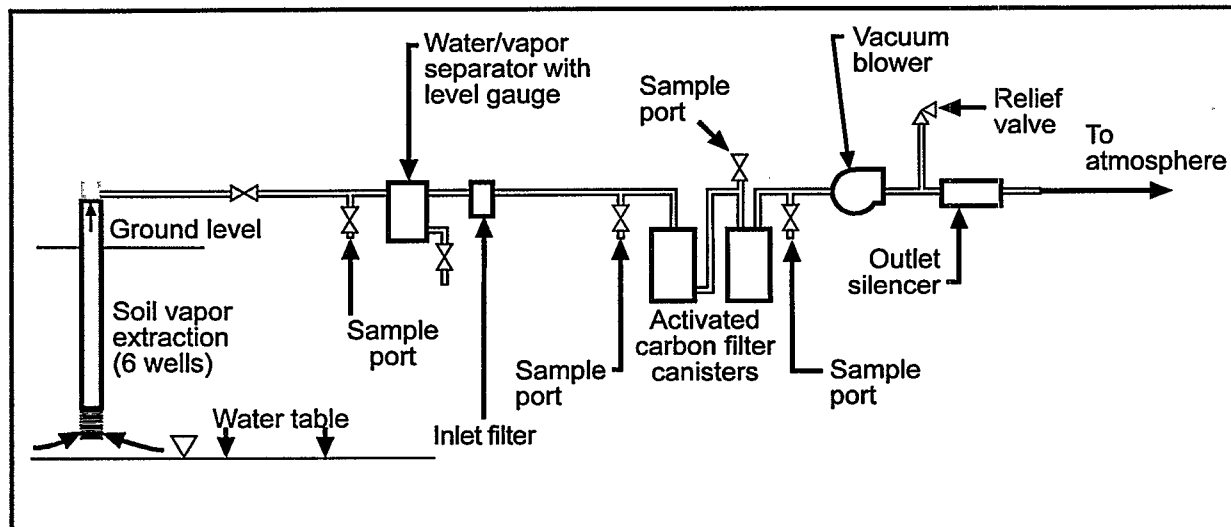 Water/vapor
separator with
level gauge
Sample
port
Vacuum
blower
Relief
valve
To
atmosphere
Ground level
Soil vapor
extraction
(6 wells)
Sample
port
Inlet filter
Sample
port
Activated
carbon filter
canisters
Sample
port
Outlet
silencer
Water table